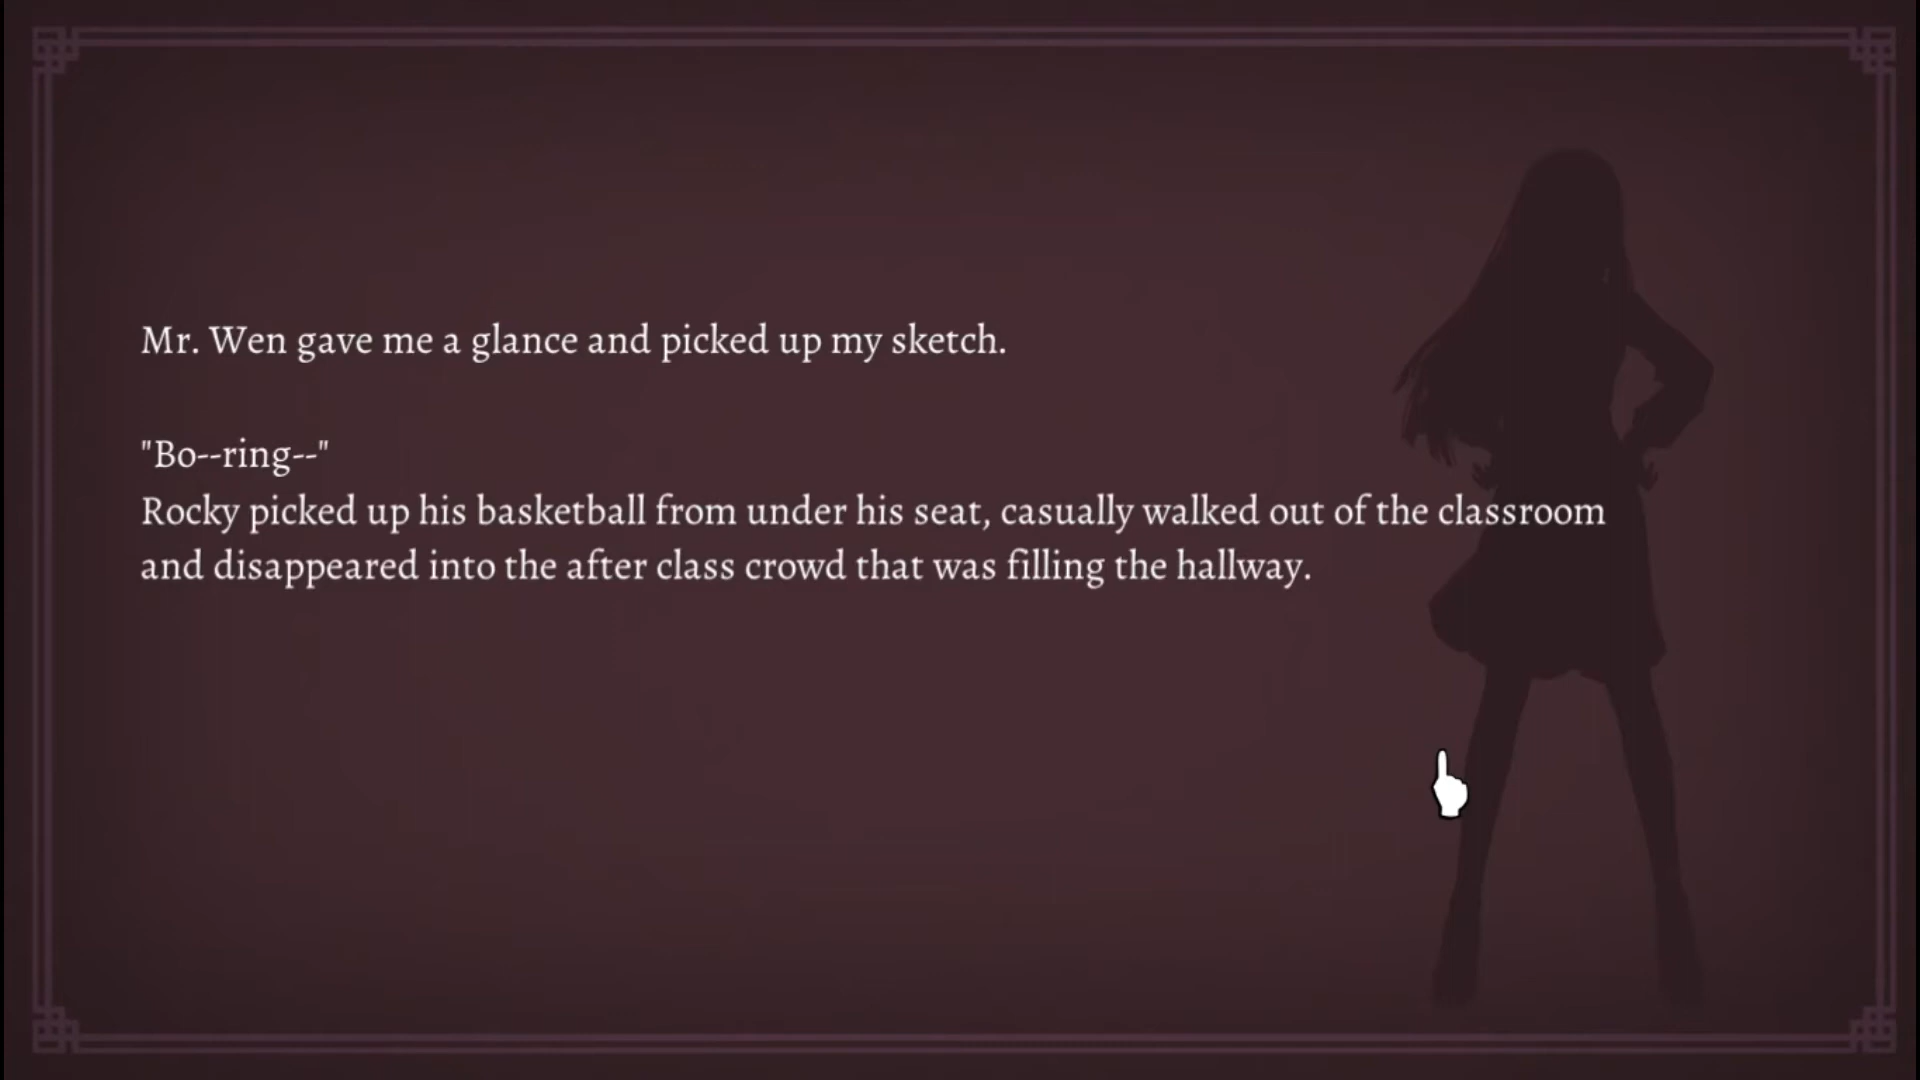 Mr. Wen gave me a glance and picked up my sketch.
"Bo--ring--"
Rocky picked up his basketball from under his seat, casually walked out of the classroom
and disappeared into the after class crowd that was filling the hallway.